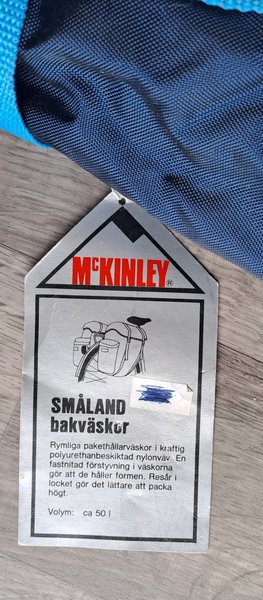 McKINLEY®
SMÅLAND
bakväskor
Rymliga pakethållarväskor i kraftig
polyurethanbeskiktad nylonväv. En
fastnitad förstyvning i väskorna
gör att de håller formen. Resår i
locket gör det lättare att packa
högt.
Volym: ca 50 l